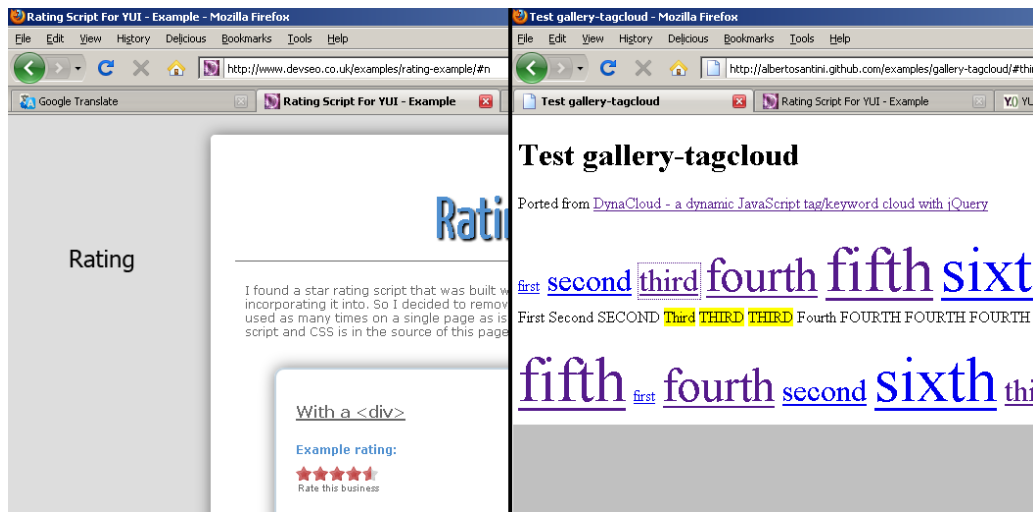 Rating Script For YUI - Example - Mozilla Firefox
File Edit View History Delicious Bookmarks Tools Help
http://www.devseo.co.uk/examples/rating-example/#n
Google Translate
Rating Script For YUI - Example
Rating
Rati
I found a star rating script that was built w
incorporating it into. So I decided to remov
used as many times on a single page as is
script and CSS is in the source of this page
With a <div>
Example rating:
Rate this business
Test gallery-tagcloud - Mozilla Firefox
File Edit View History Delicious Bookmarks Tools Help
http://albertosantini.github.com/examples/gallery-tagcloud/#thi
Test gallery-tagcloud
Rating Script For YUI - Example
Y.() YU
Test gallery-tagcloud
Ported from DynaCloud - a dynamic JavaScript tag/keyword cloud with jQuery
first second third fourth fifth sixt
First Second SECOND Third THIRD THIRD Fourth FOURTH FOURTH FOURTH
fifth first fourth second sixth thi